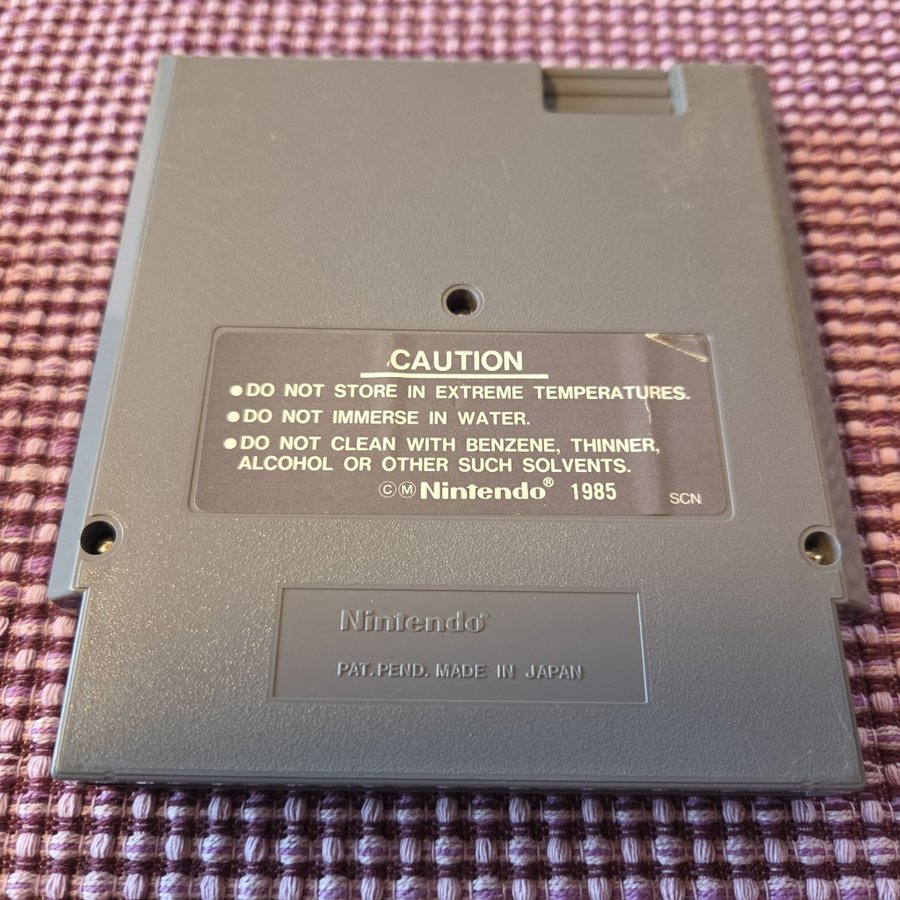 CAUTION
●DO NOT STORE IN EXTREME TEMPERATURES.
●DO NOT IMMERSE IN WATER.
●DO NOT CLEAN WITH BENZENE, THINNER,
ALCOHOL OR OTHER SUCH SOLVENTS.
ⒸⓂ Nintendo® 1985 SCN
Nintendo®
PAT. PEND. MADE IN JAPAN